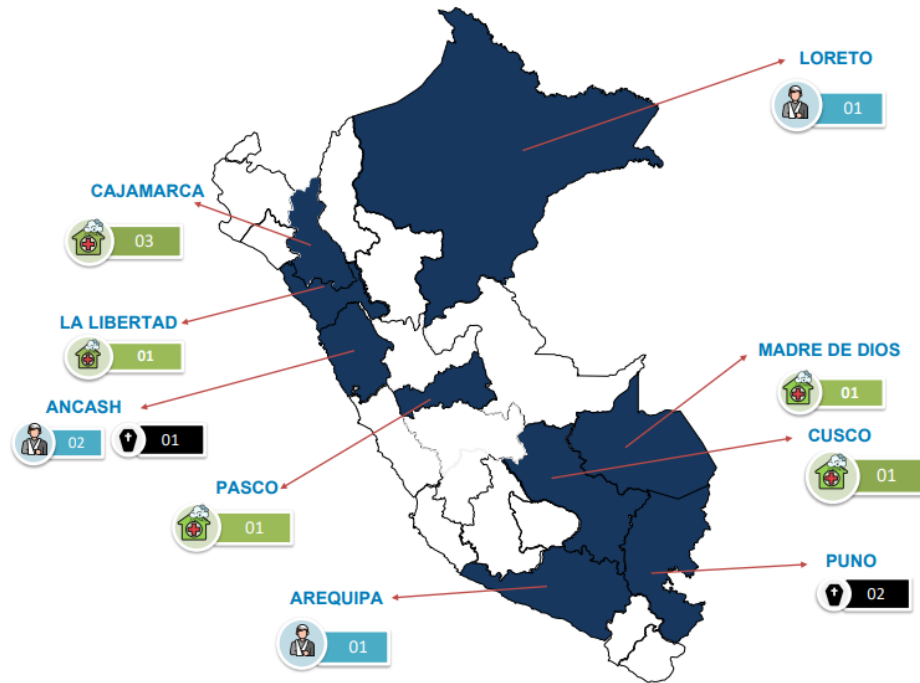 LORETO
01
CAJAMARCA
03
LA LIBERTAD
01
ANCASH
02
01
PASCO
01
AREQUIPA
01
MADRE DE DIOS
01
CUSCO
01
PUNO
02